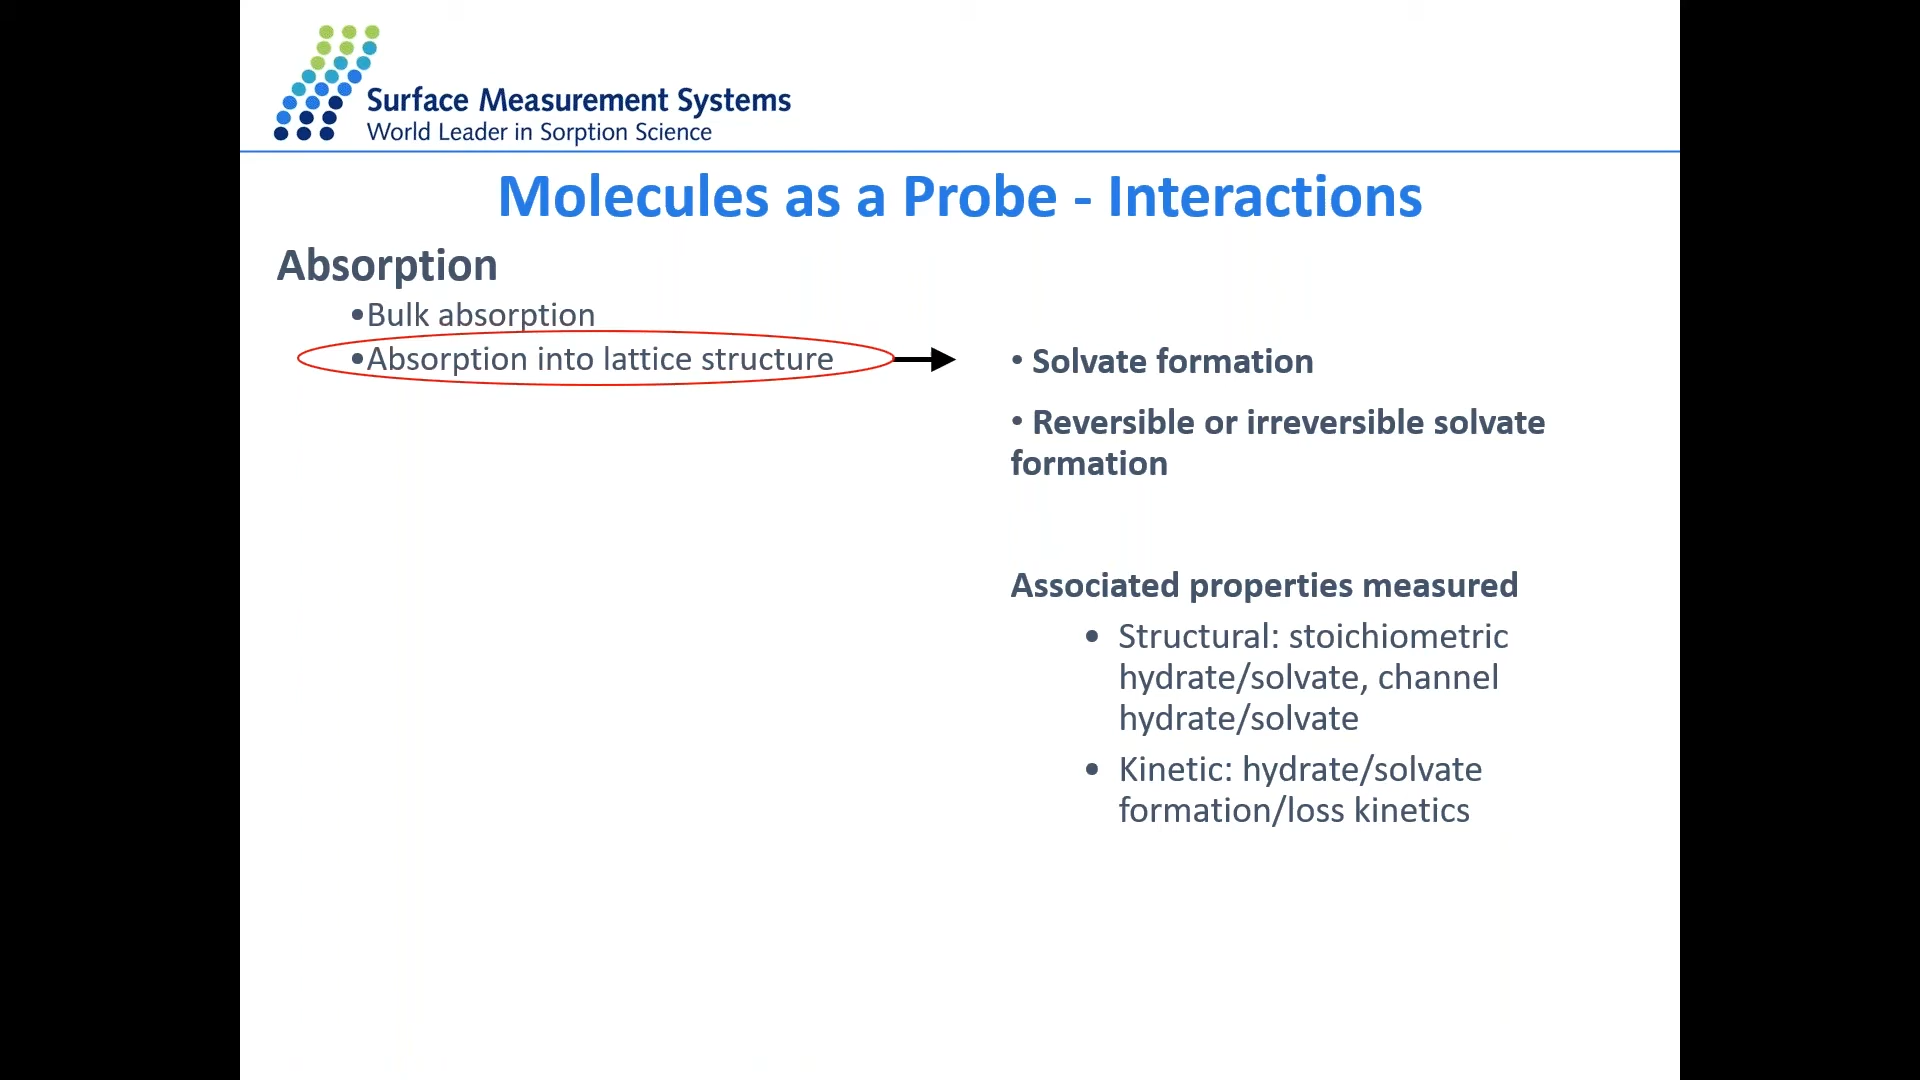 Surface Measurement Systems
World Leader in Sorption Science
Molecules as a Probe - Interactions
Absorption
•Bulk absorption
•Absorption into lattice structure
• Solvate formation
• Reversible or irreversible solvate
formation
Associated properties measured
• Structural: stoichiometric
hydrate/solvate, channel
hydrate/solvate
• Kinetic: hydrate/solvate
formation/loss kinetics